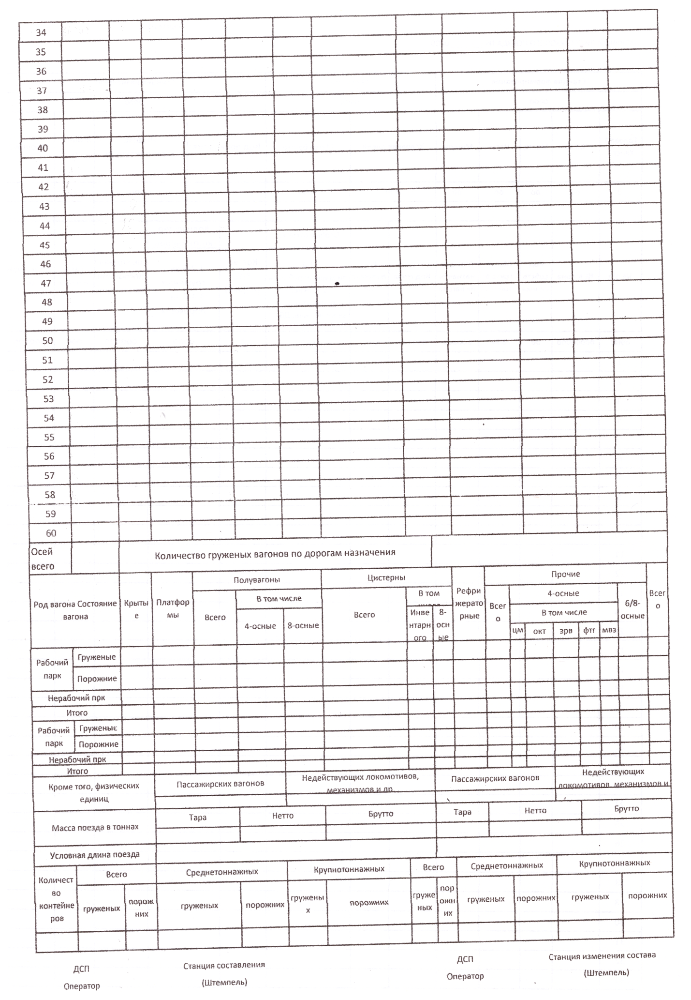 34
35
36
37
38
39
40
41
42
43
44
45
46
47
48
49
50
51
52
53
54
55
56
57
58
59
60
Осей
всего
Количество груженых вагонов по дорогам назначения
Род вагона Состояние
вагона
Крыты
е
Платфор
мы
Полувагоны
Всего
В том числе
4-осные
8-осные
Цистерны
Всего
В том
Инве
нтарн
ого
8-
осн
ые
Рефри
жерато
рные
Прочие
Всег
о
4-осные
В том числе
цм
окт
зрв
фтг
мвз
6/8-
осные
Всег
о
Рабочий
парк
Груженые
Порожние
Нерабочий прк
Итого
Рабочий
парк
Груженые
Порожние
Нерабочий прк
Итого
Кроме того, физических
единиц
Пассажирских вагонов
Недействующих локомотивов,
механизмов и др.
Пассажирских вагонов
Недействующих
локомотивов, механизмов и
Масса поезда в тоннах
Тара
Нетто
Брутто
Тара
Нетто
Брутто
Условная длина поезда
Количест
во
контейне
ров
Всего
груженых
порож
них
Среднетоннажных
груженых
порожних
Крупнотоннажных
гружены
х
порожних
Всего
груже
ных
пор
ожн
их
Среднетоннажных
груженых
порожних
Крупнотоннажных
груженых
порожних
ДСП
Оператор
Станция составления
(Штемпель)
ДСП
Оператор
Станция изменения состава
(Штемпель)